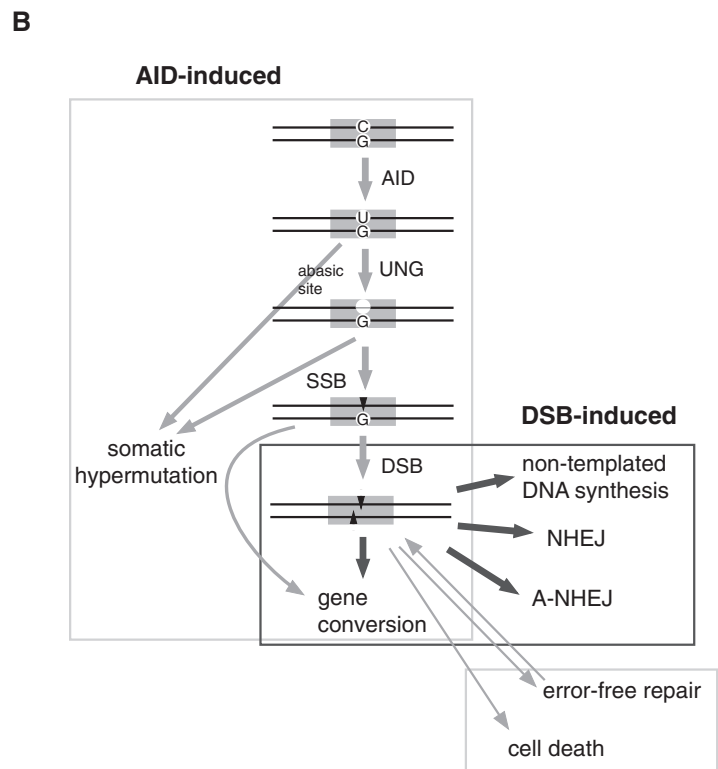 B
AID-induced
C
G
AID
U
G
abasic
site
UNG
G
SSB
G
somatic
hypermutation
DSB-induced
DSB
non-templated
DNA synthesis
NHEJ
A-NHEJ
gene
conversion
error-free repair
cell death